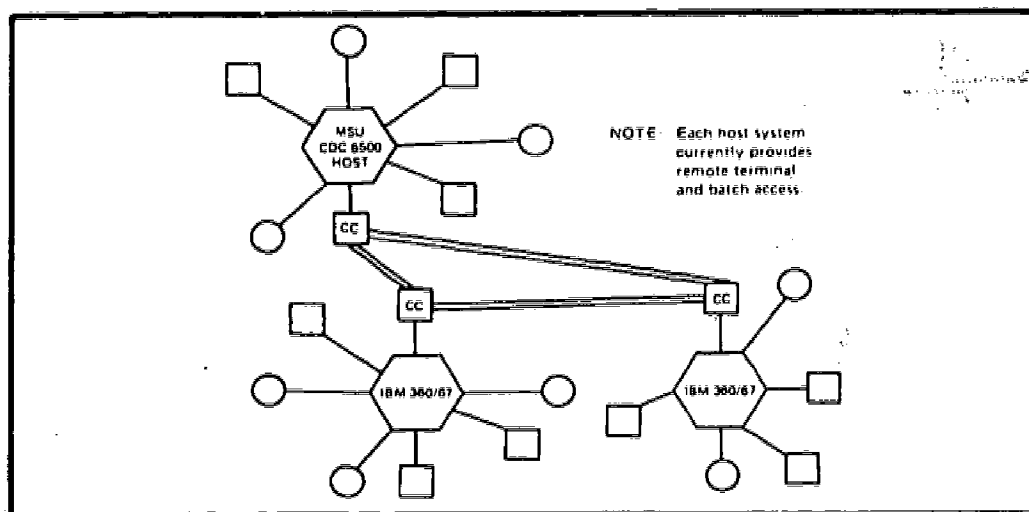 MSU
CDC 6500
HOST
NOTE: Each host system
currently provides
remote terminal
and batch access.
CC
CC
CC
IBM 360/67
IBM 360/67